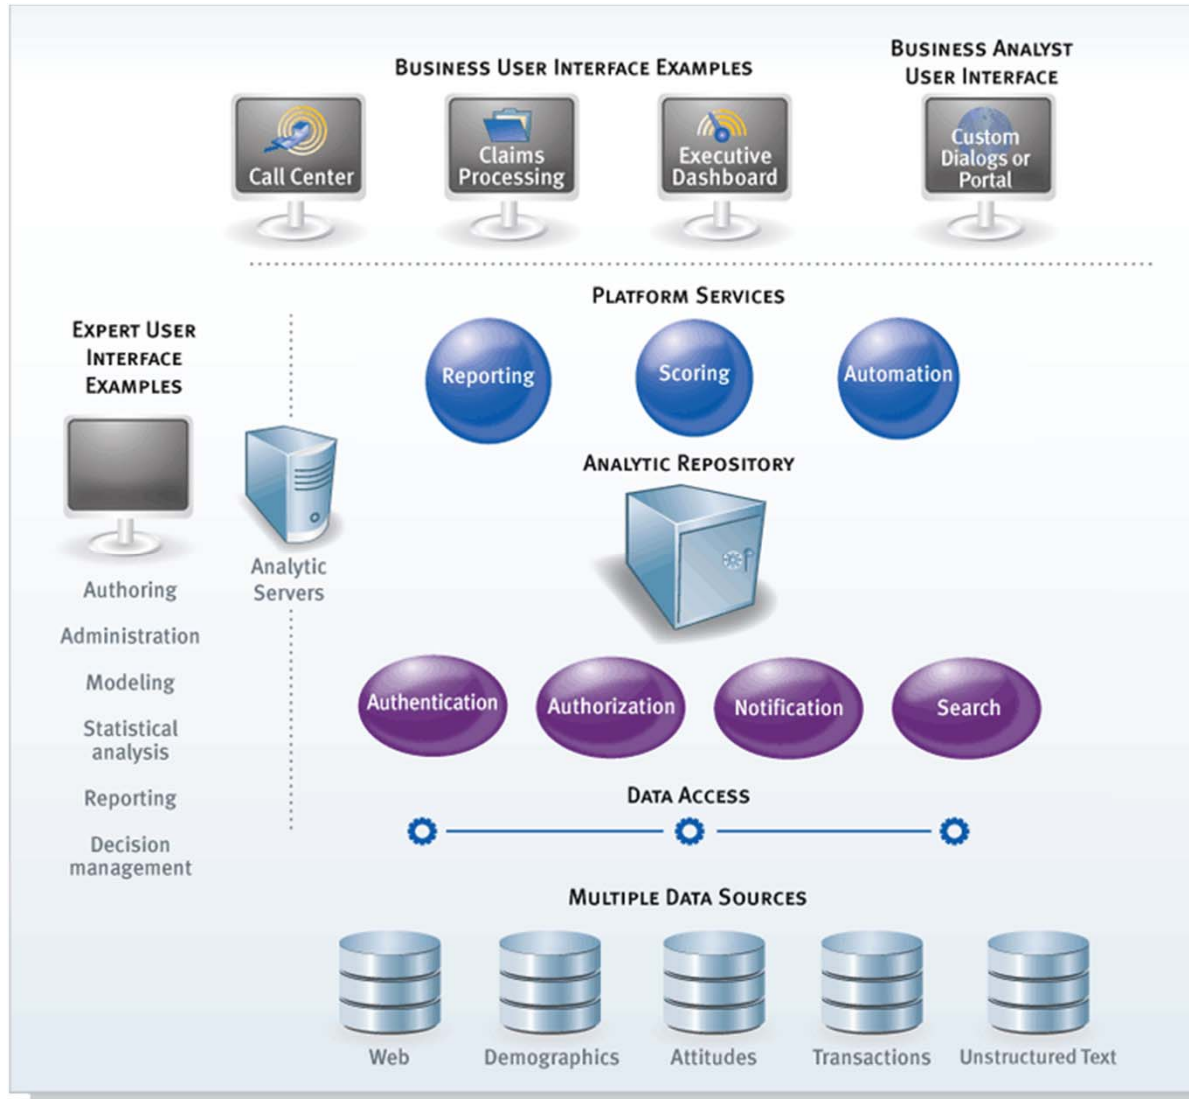 BUSINESS USER INTERFACE EXAMPLES
BUSINESS ANALYST
USER INTERFACE
Call Center
Claims
Processing
Executive
Dashboard
Custom
Dialogs or
Portal
PLATFORM SERVICES
EXPERT USER
INTERFACE
EXAMPLES
Reporting
Scoring
Automation
ANALYTIC REPOSITORY
Analytic
Servers
Authoring
Administration
Modeling
Statistical
analysis
Reporting
Decision
management
Authentication
Authorization
Notification
Search
DATA ACCESS
MULTIPLE DATA SOURCES
Web
Demographics
Attitudes
Transactions
Unstructured Text